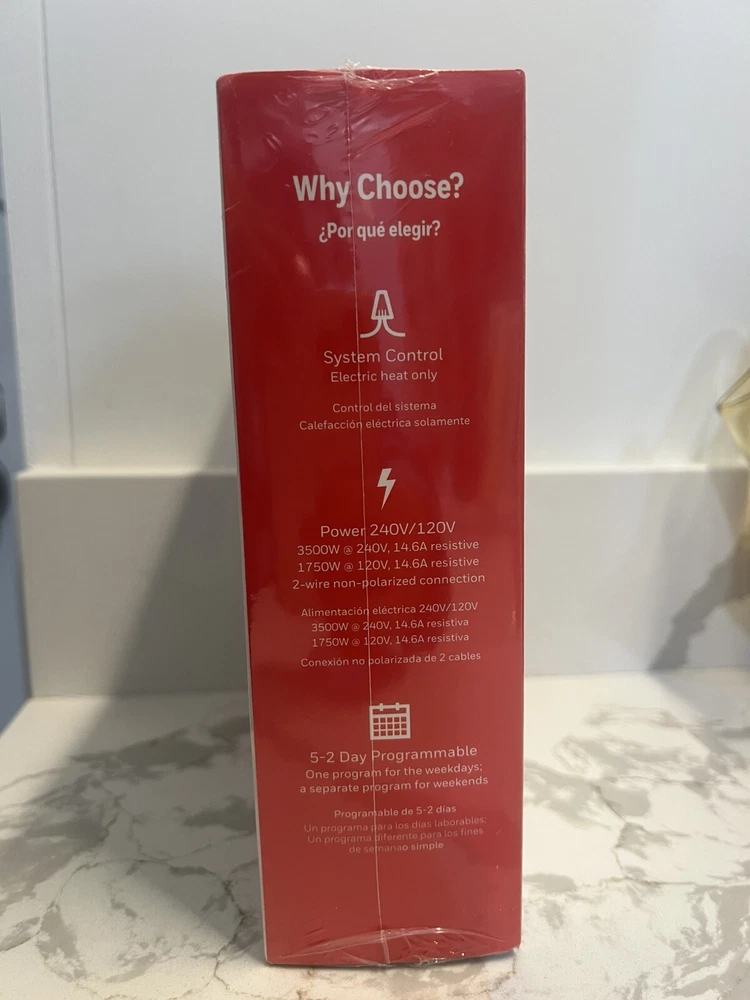 Why Choose?
¿Por qué elegir?
System Control
Electric heat only
Control del sistema
Calefacción eléctrica solamente
Power 240V/120V
3500W @ 240V, 14.6A resistive
1750W @ 120V, 14.6A resistive
2-wire non-polarized connection
Alimentación eléctrica 240V/120V
3500W @ 240V, 14.6A resistiva
1750W @ 120V, 14.6A resistiva
Conexión no polarizada de 2 cables
5-2 Day Programmable
One program for the weekdays;
a separate program for weekends
Programable de 5-2 días
Un programa para los días laborables;
Un programa diferente para los fines
de semanao simple